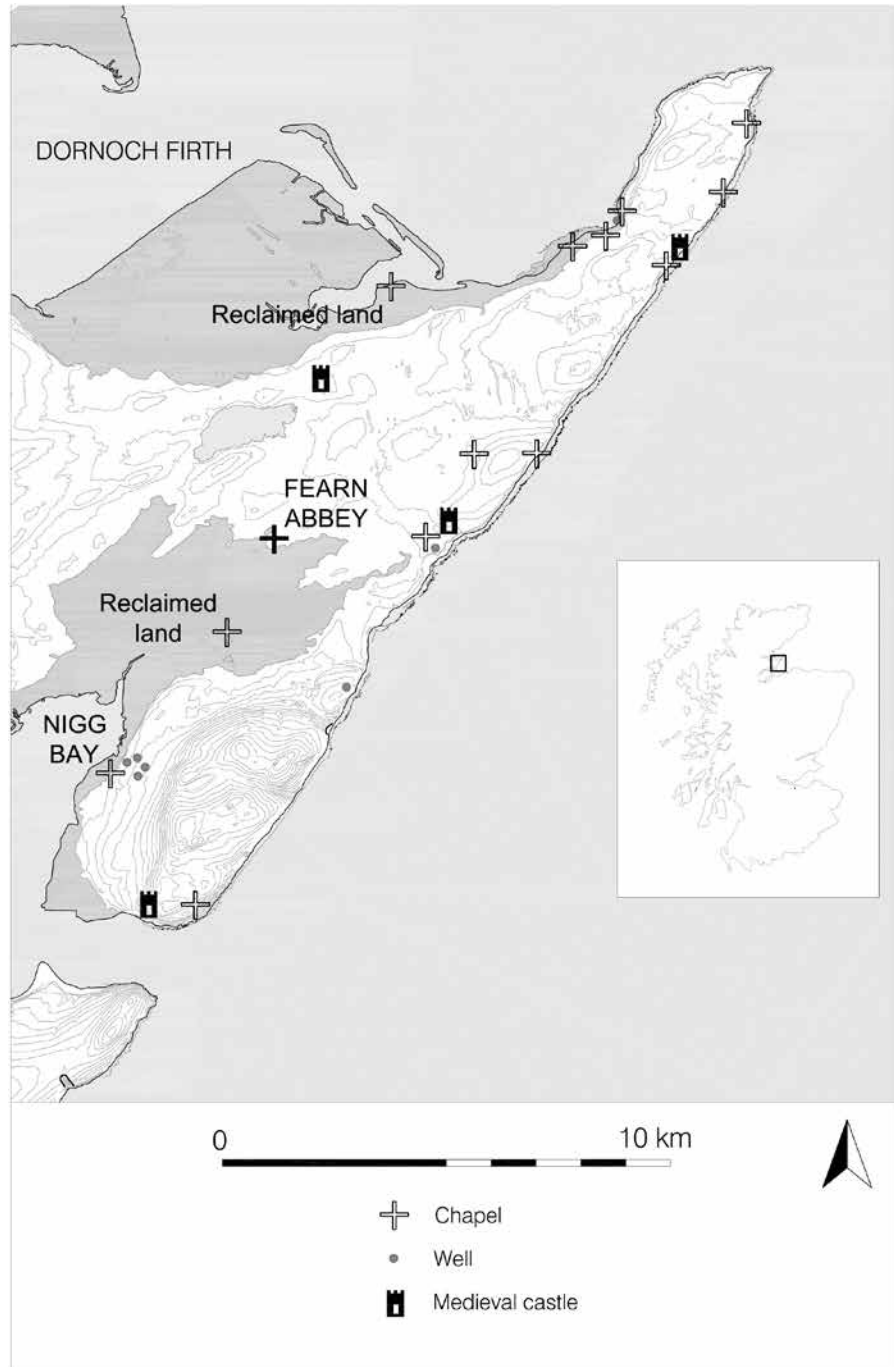 DORNOCH FIRTH
Reclaimed land
FEARN
ABBEY
Reclaimed
land
NIGG
BAY
0 10 km
Chapel
Well
Medieval castle